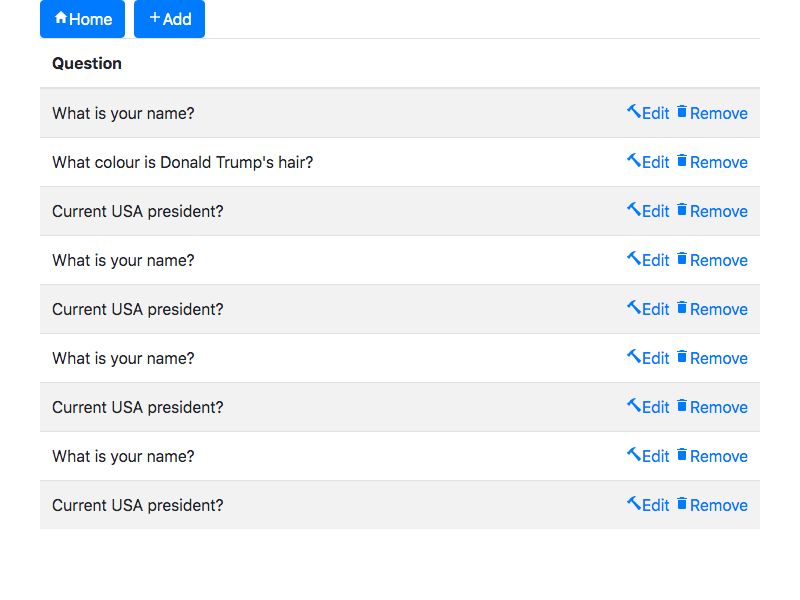 Home Add
Question
What is your name? Edit Remove
What colour is Donald Trump's hair? Edit Remove
Current USA president? Edit Remove
What is your name? Edit Remove
Current USA president? Edit Remove
What is your name? Edit Remove
Current USA president? Edit Remove
What is your name? Edit Remove
Current USA president? Edit Remove